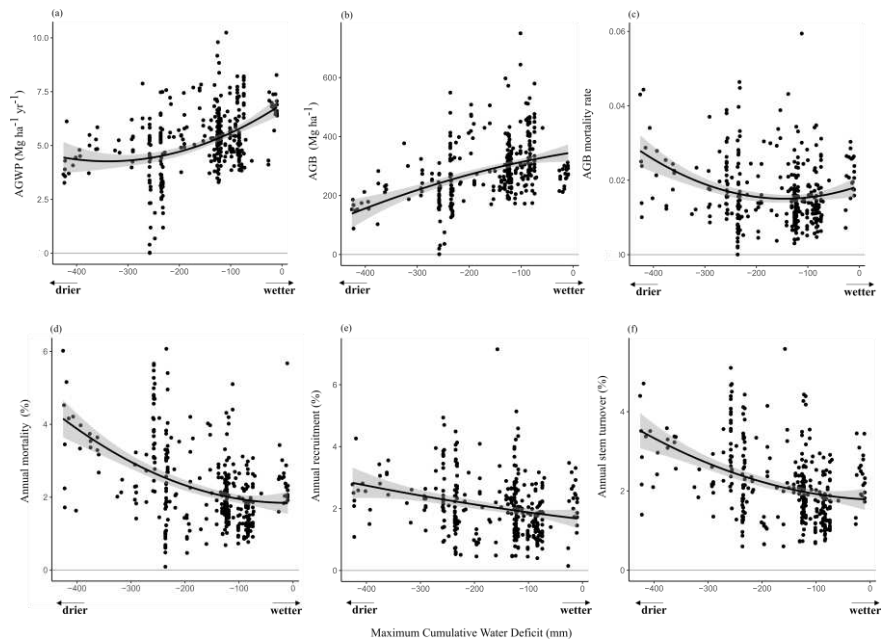 (a)
AGWP (Mg ha⁻¹ yr⁻¹)
10.0
7.5
5.0
2.5
0
−400
−300
−200
−100
0
drier
wetter
(b)
AGB (Mg ha⁻¹)
600
400
200
0
−400
−300
−200
−100
0
drier
wetter
(c)
AGB mortality rate
0.06
0.04
0.02
−400
−300
−200
−100
0
drier
wetter
(d)
Annual mortality (%)
6
4
2
0
−400
−300
−200
−100
0
drier
wetter
(e)
Annual recruitment (%)
6
4
2
0
−400
−300
−200
−100
0
drier
wetter
(f)
Annual stem turnover (%)
4
2
0
−400
−300
−200
−100
0
drier
wetter
Maximum Cumulative Water Deficit (mm)